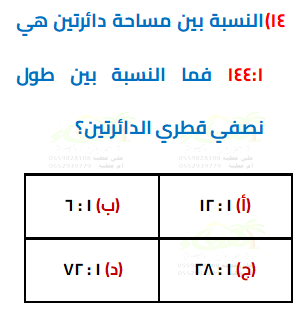 ١٤)النسبة بين مساحة دائرتين هي
١٤٤:١ فما النسبة بين طول
نصفي قطري الدائرتين؟
(أ) ١ : ١٢
(ب) ١ : ٦
(ج) ١ : ٢٨
(د) ١ : ٧٢